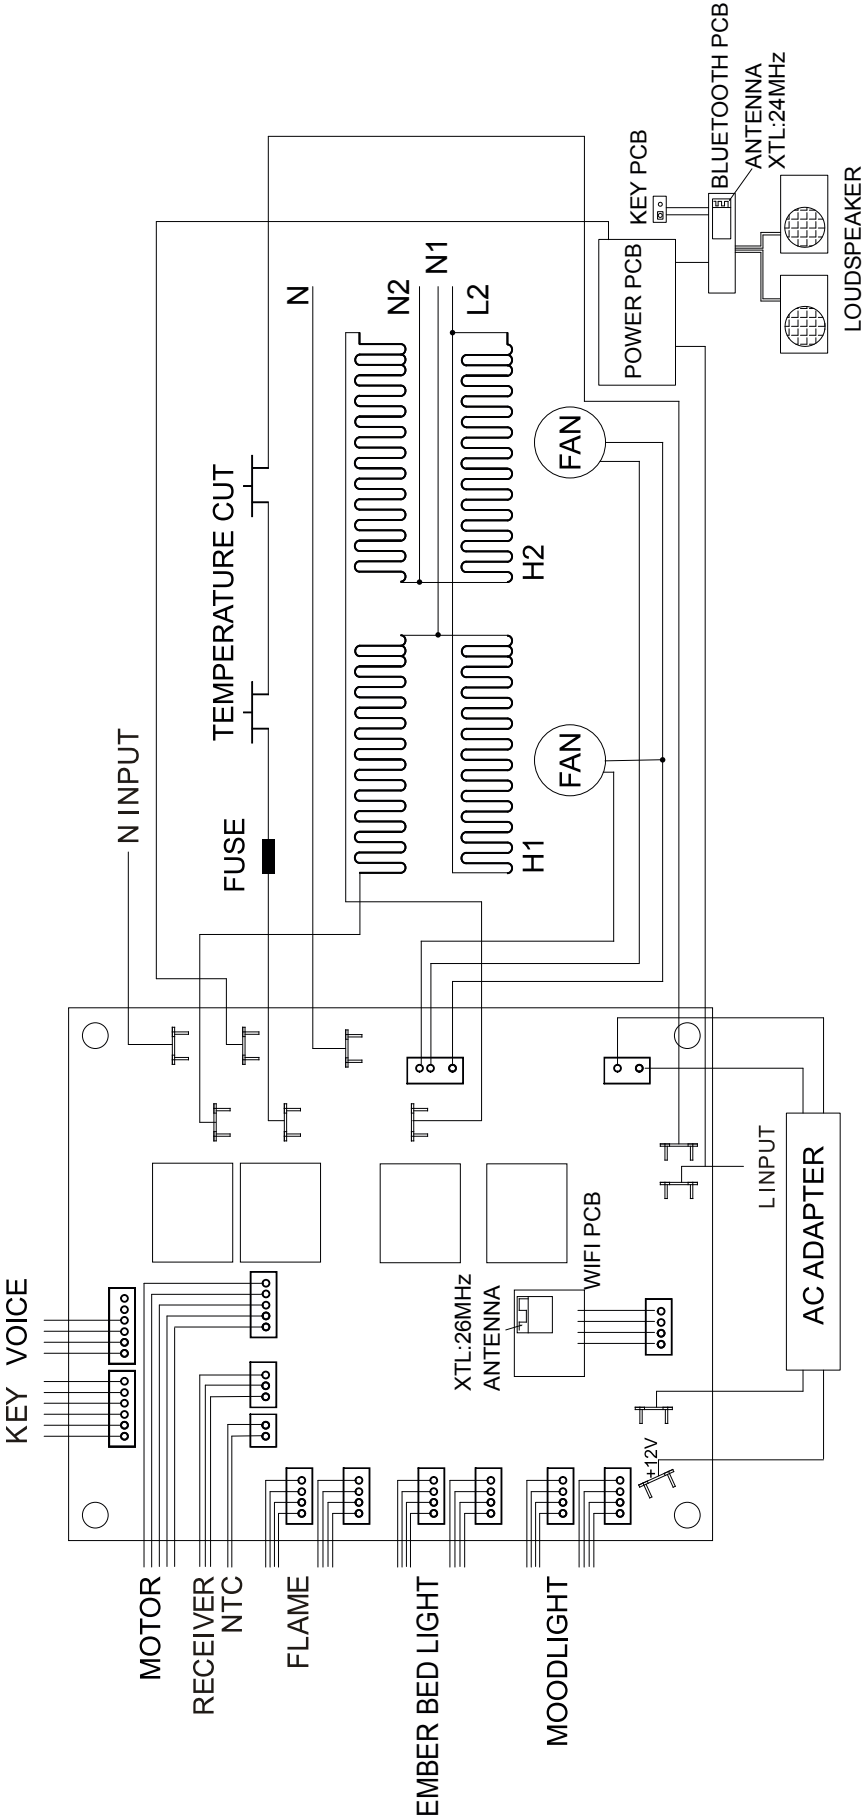 KEY
VOICE
MOTOR
RECEIVER
NTC
FLAME
EMBER BED LIGHT
MOODLIGHT
+12V
XTL:26MHz
ANTENNA
WIFI PCB
AC ADAPTER
L INPUT
N INPUT
FUSE
TEMPERATURE CUT
N
N2
N1
L2
H1
H2
FAN
FAN
POWER PCB
KEY PCB
BLUETOOTH PCB
ANTENNA
XTL:24MHz
LOUDSPEAKER